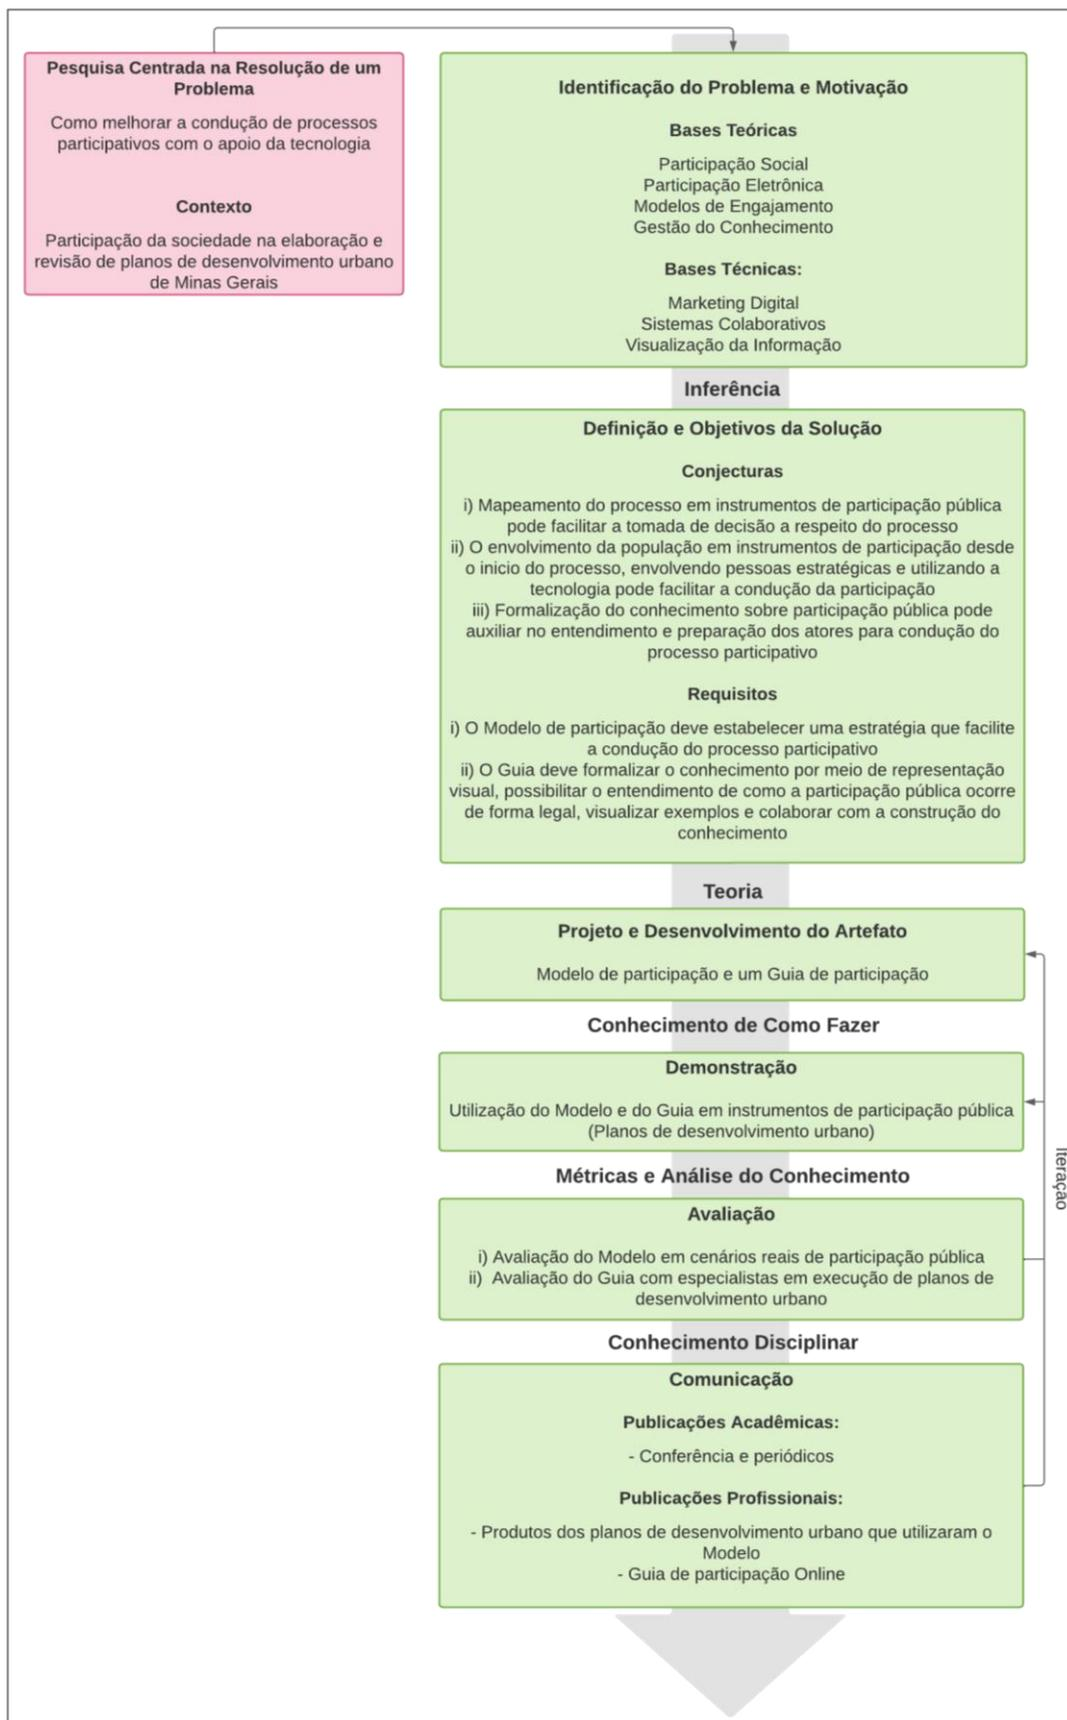 Pesquisa Centrada na Resolução de um
Problema
Como melhorar a condução de processos
participativos com o apoio da tecnologia
Contexto
Participação da sociedade na elaboração e
revisão de planos de desenvolvimento urbano
de Minas Gerais
Identificação do Problema e Motivação
Bases Teóricas
Participação Social
Participação Eletrônica
Modelos de Engajamento
Gestão do Conhecimento
Bases Técnicas:
Marketing Digital
Sistemas Colaborativos
Visualização da Informação
Inferência
Definição e Objetivos da Solução
Conjecturas
i) Mapeamento do processo em instrumentos de participação pública
pode facilitar a tomada de decisão a respeito do processo
ii) O envolvimento da população em instrumentos de participação desde
o inicio do processo, envolvendo pessoas estratégicas e utilizando a
tecnologia pode facilitar a condução da participação
iii) Formalização do conhecimento sobre participação pública pode
auxiliar no entendimento e preparação dos atores para condução do
processo participativo
Requisitos
i) O Modelo de participação deve estabelecer uma estratégia que facilite
a condução do processo participativo
ii) O Guia deve formalizar o conhecimento por meio de representação
visual, possibilitar o entendimento de como a participação pública ocorre
de forma legal, visualizar exemplos e colaborar com a construção do
conhecimento
Teoria
Projeto e Desenvolvimento do Artefato
Modelo de participação e um Guia de participação
Conhecimento de Como Fazer
Demonstração
Utilização do Modelo e do Guia em instrumentos de participação pública
(Planos de desenvolvimento urbano)
Métricas e Análise do Conhecimento
Avaliação
i) Avaliação do Modelo em cenários reais de participação pública
ii) Avaliação do Guia com especialistas em execução de planos de
desenvolvimento urbano
Conhecimento Disciplinar
Comunicação
Publicações Acadêmicas:
- Conferência e periódicos
Publicações Profissionais:
- Produtos dos planos de desenvolvimento urbano que utilizaram o
Modelo
- Guia de participação Online
Iteração